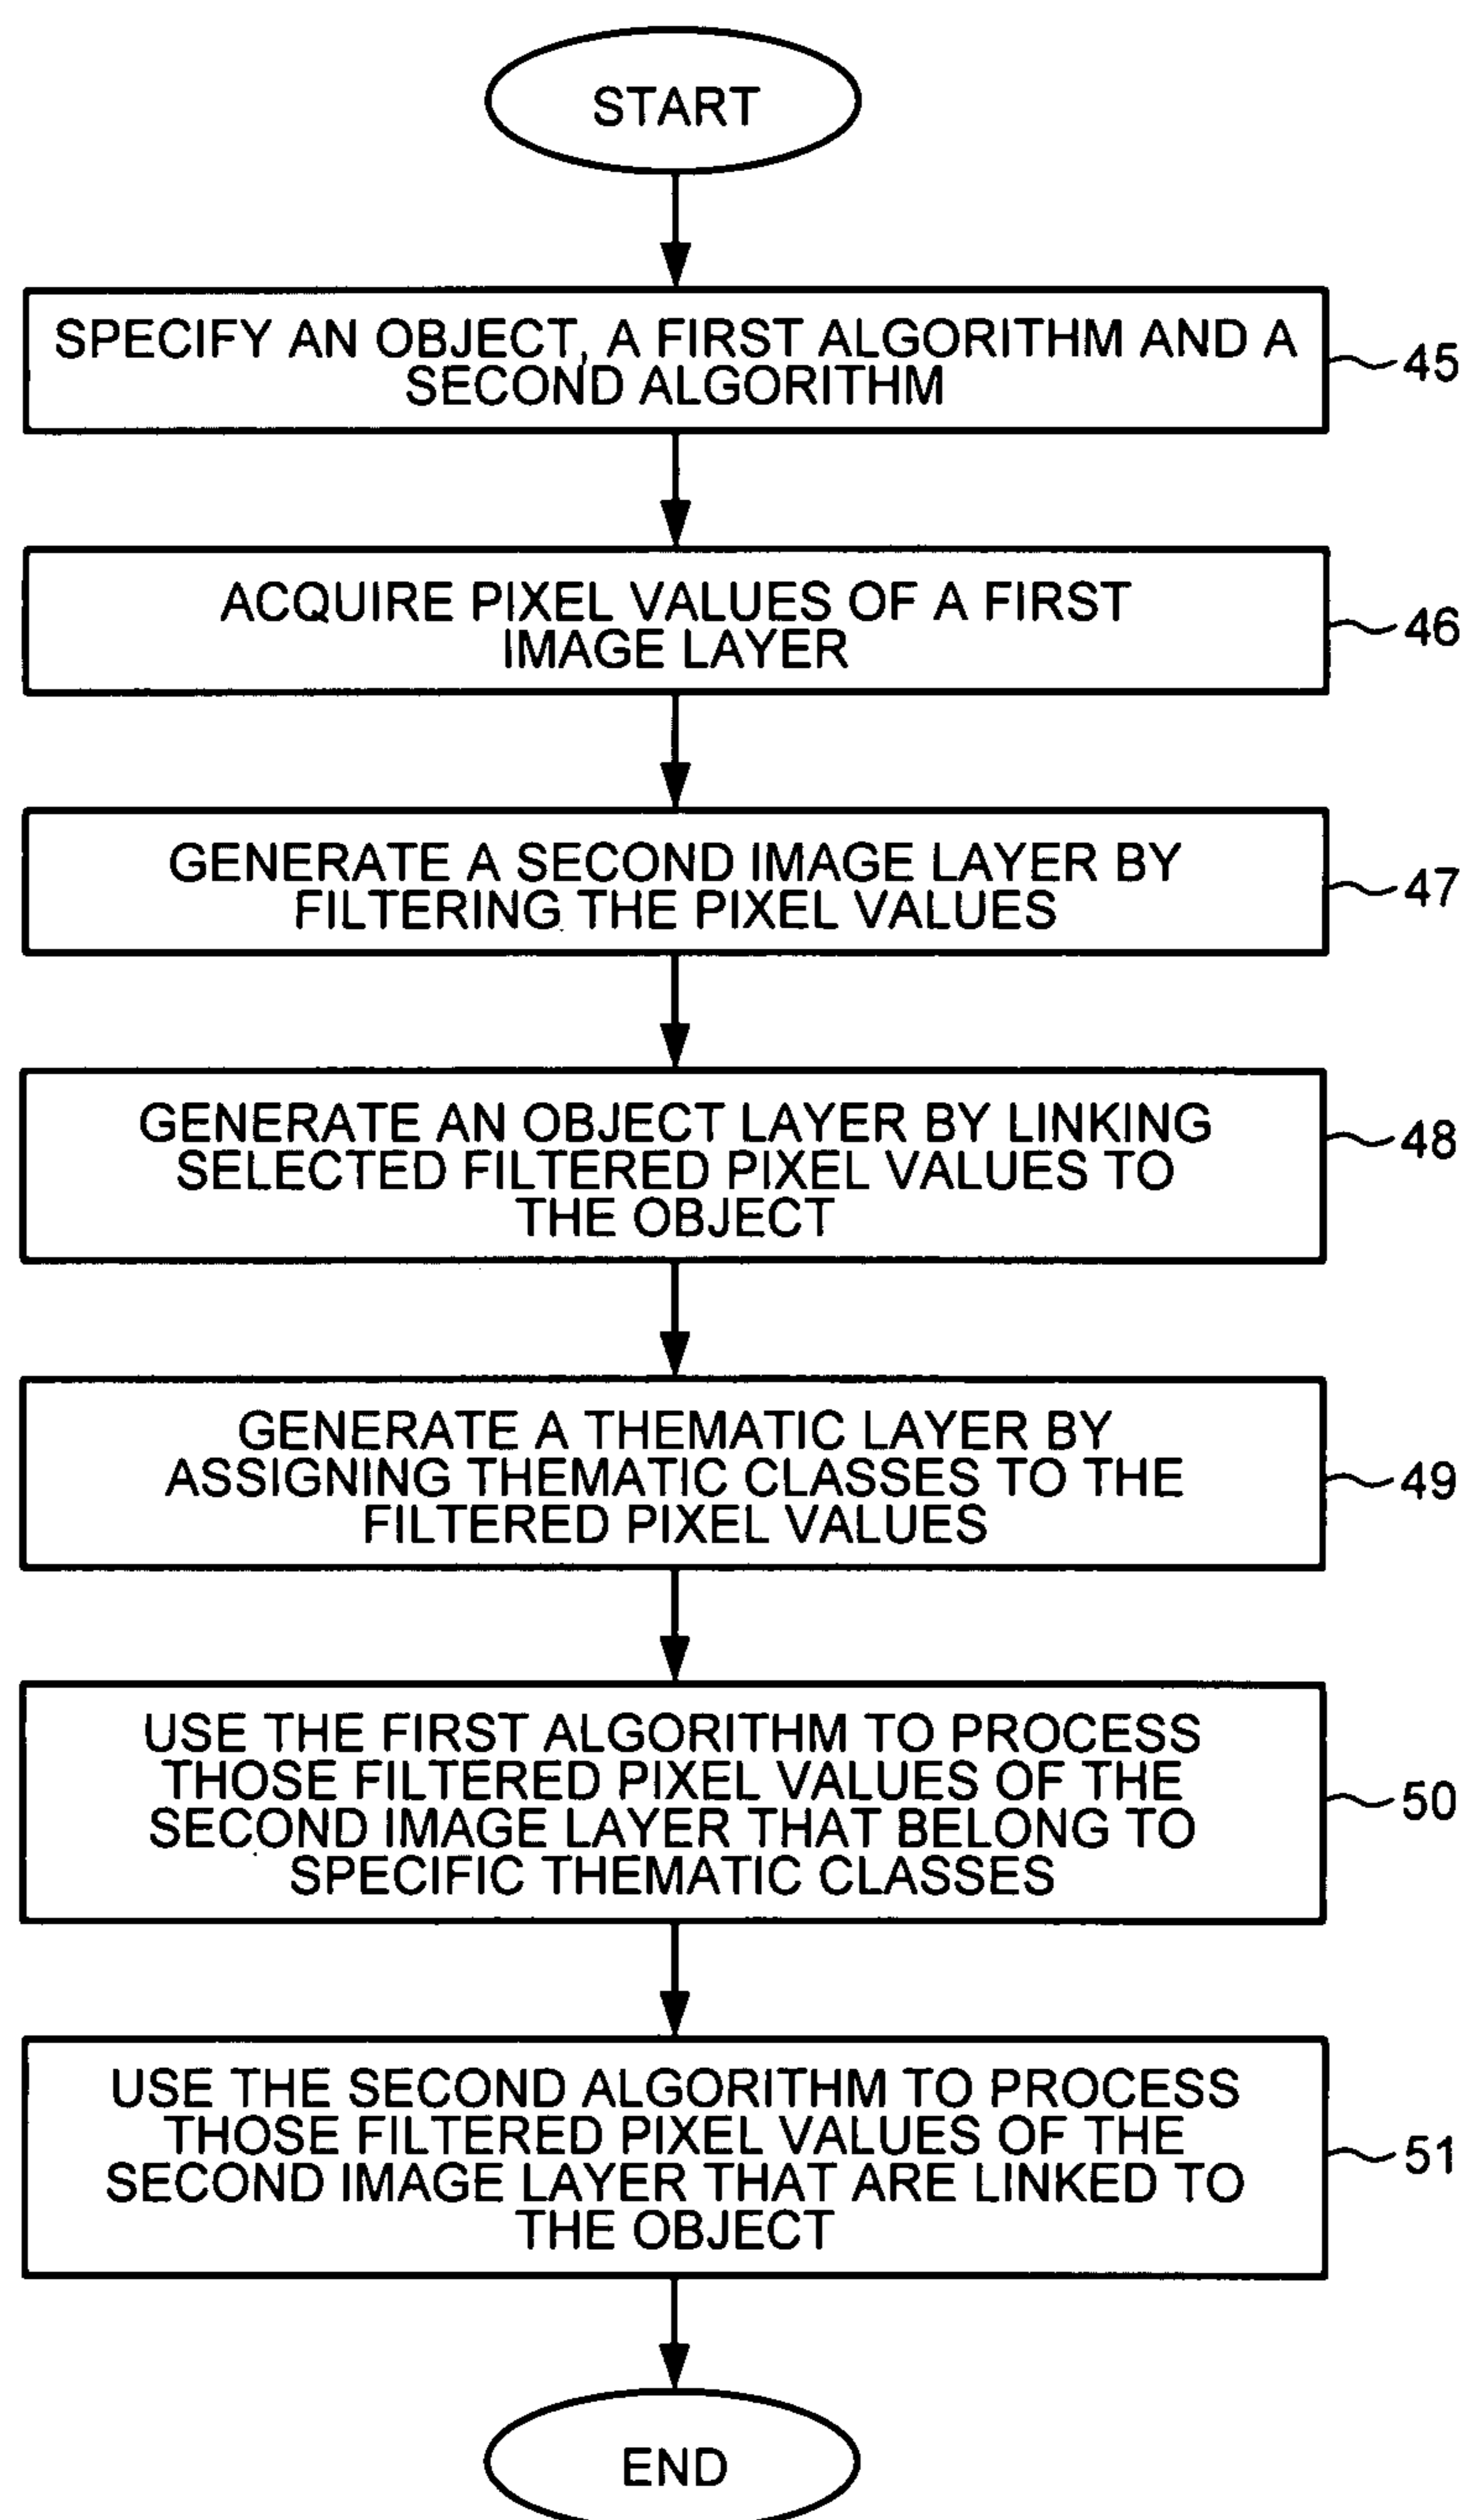 START
SPECIFY AN OBJECT, A FIRST ALGORITHM AND A
SECOND ALGORITHM
45
ACQUIRE PIXEL VALUES OF A FIRST
IMAGE LAYER
46
GENERATE A SECOND IMAGE LAYER BY
FILTERING THE PIXEL VALUES
47
GENERATE AN OBJECT LAYER BY LINKING
SELECTED FILTERED PIXEL VALUES TO
THE OBJECT
48
GENERATE A THEMATIC LAYER BY
ASSIGNING THEMATIC CLASSES TO THE
FILTERED PIXEL VALUES
49
USE THE FIRST ALGORITHM TO PROCESS
THOSE FILTERED PIXEL VALUES OF THE
SECOND IMAGE LAYER THAT BELONG TO
SPECIFIC THEMATIC CLASSES
50
USE THE SECOND ALGORITHM TO PROCESS
THOSE FILTERED PIXEL VALUES OF THE
SECOND IMAGE LAYER THAT ARE LINKED TO
THE OBJECT
51
END